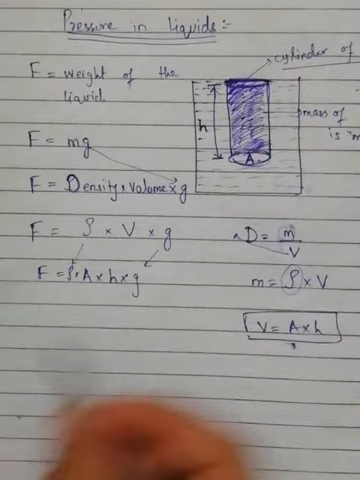 Pressure in liquids:-
cylinder of
F = weight of the
liquid.
h
mass of
is "m
A
F = mg
F = Density x volume x g
F = ρ x V x g
D = m/V
F = ρ x A x h x g
m = ρ x V
V = A x h